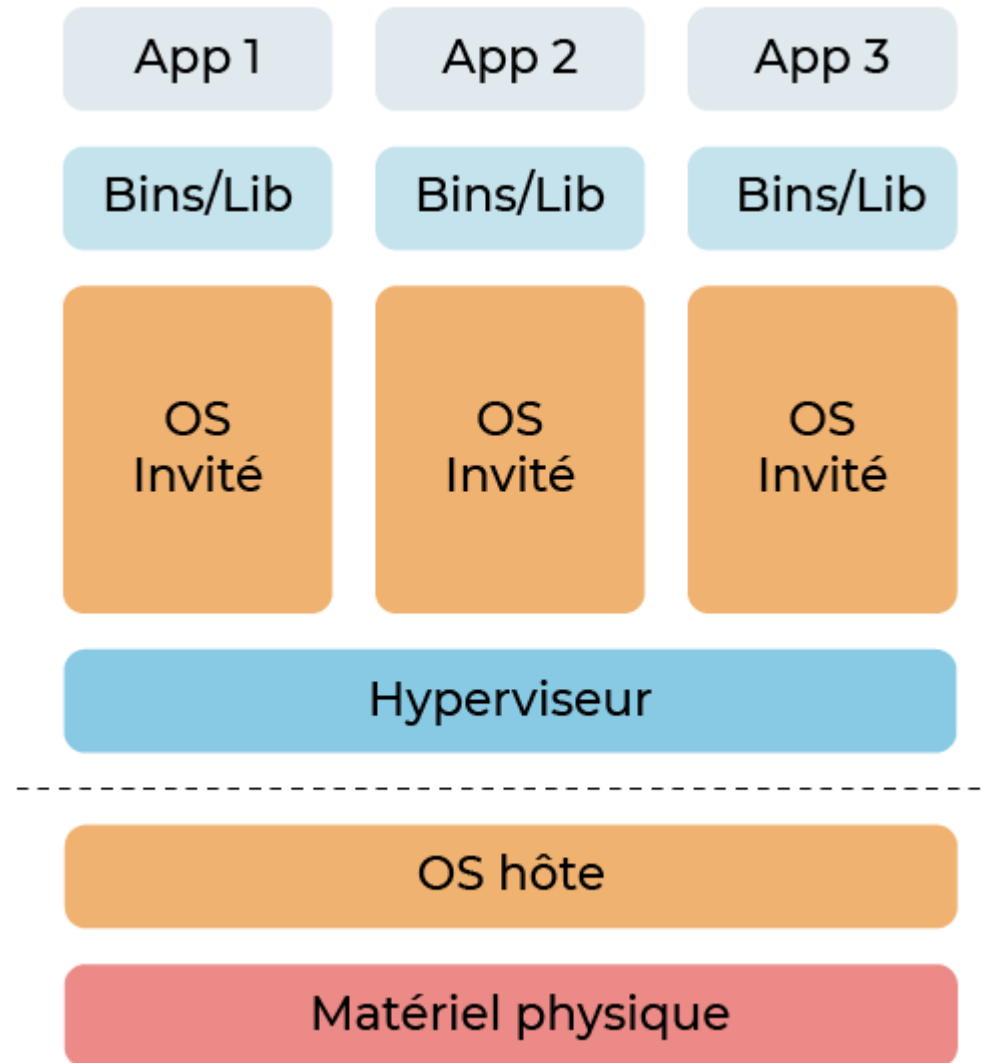 App 1
App 2
App 3
Bins/Lib
Bins/Lib
Bins/Lib
OS
Invité
OS
Invité
OS
Invité
Hyperviseur
OS hôte
Matériel physique